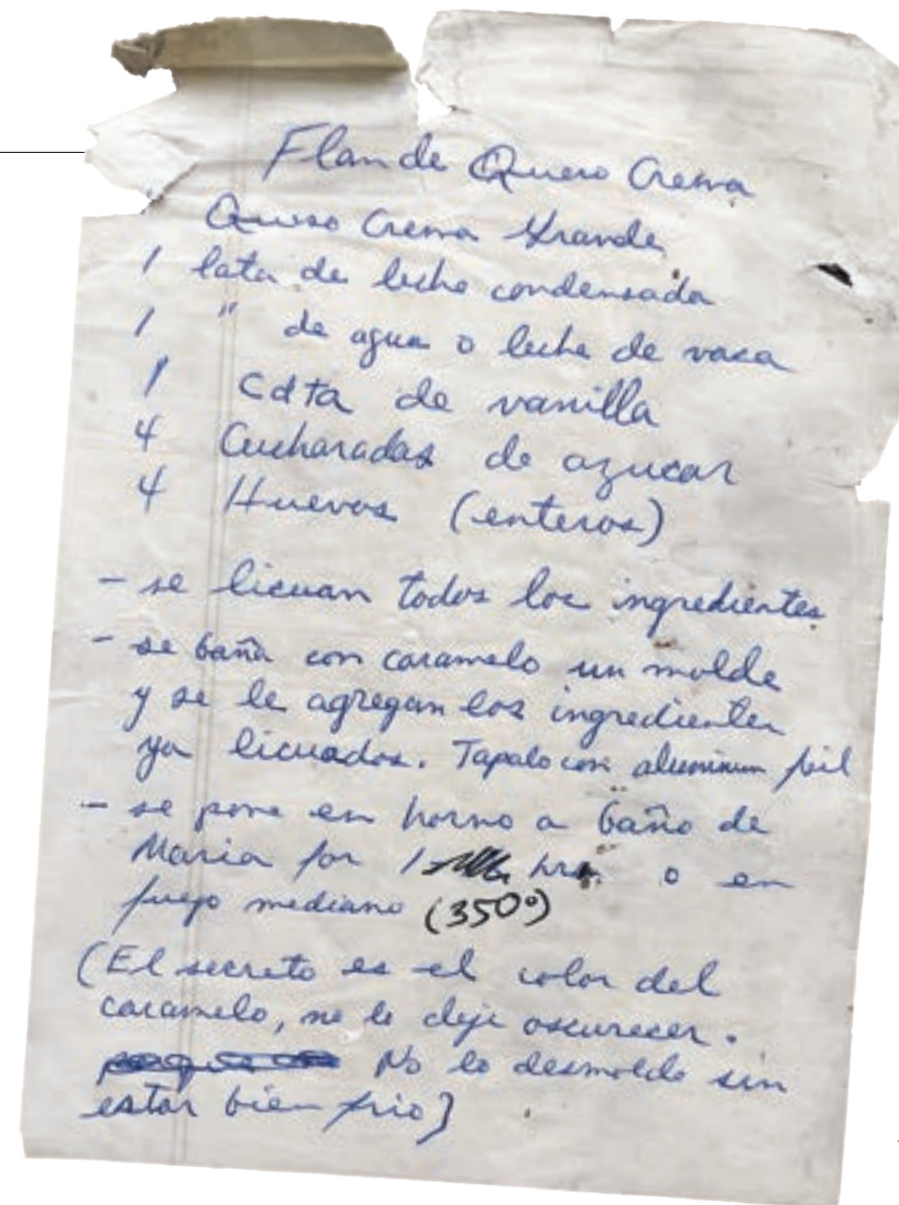 Flan de Queso Crema
Queso Crema Grande
1 lata de leche condensada
1 " de agua o leche de vaca
1 Cdta de vanilla
4 Cucharadas de azucar
4 Huevos (enteros)
- se licuan todos los ingredientes
- se baña con caramelo un molde
y se le agregan los ingredientes
ya licuados. Tapalo con aluminum foil
- se pone en horno a baño de
Maria por 1 hra o en
fuego mediano (350°)
(El secreto es el color del
caramelo, no le deje oscurecer.
No lo desmolde sin
estar bien frio)